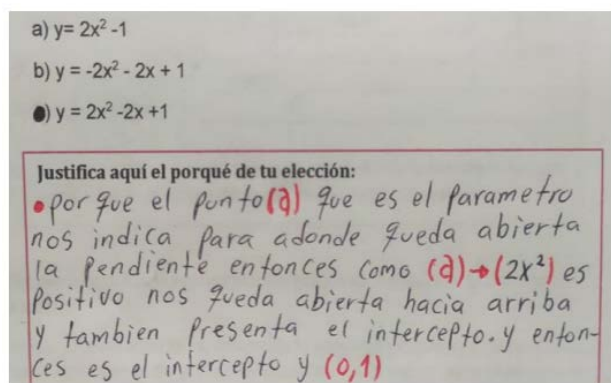 a) y= 2x² -1
b) y = -2x² - 2x + 1
) y = 2x² -2x +1
Justifica aquí el porqué de tu elección:
•porque el punto(a) que es el parametro
nos indica para adonde queda abierta
la pendiente entonces como (a)→(2x²) es
Positivo nos queda abierta hacia arriba
y tambien Presenta el intercepto. y enton-
ces es el intercepto y (0,1)